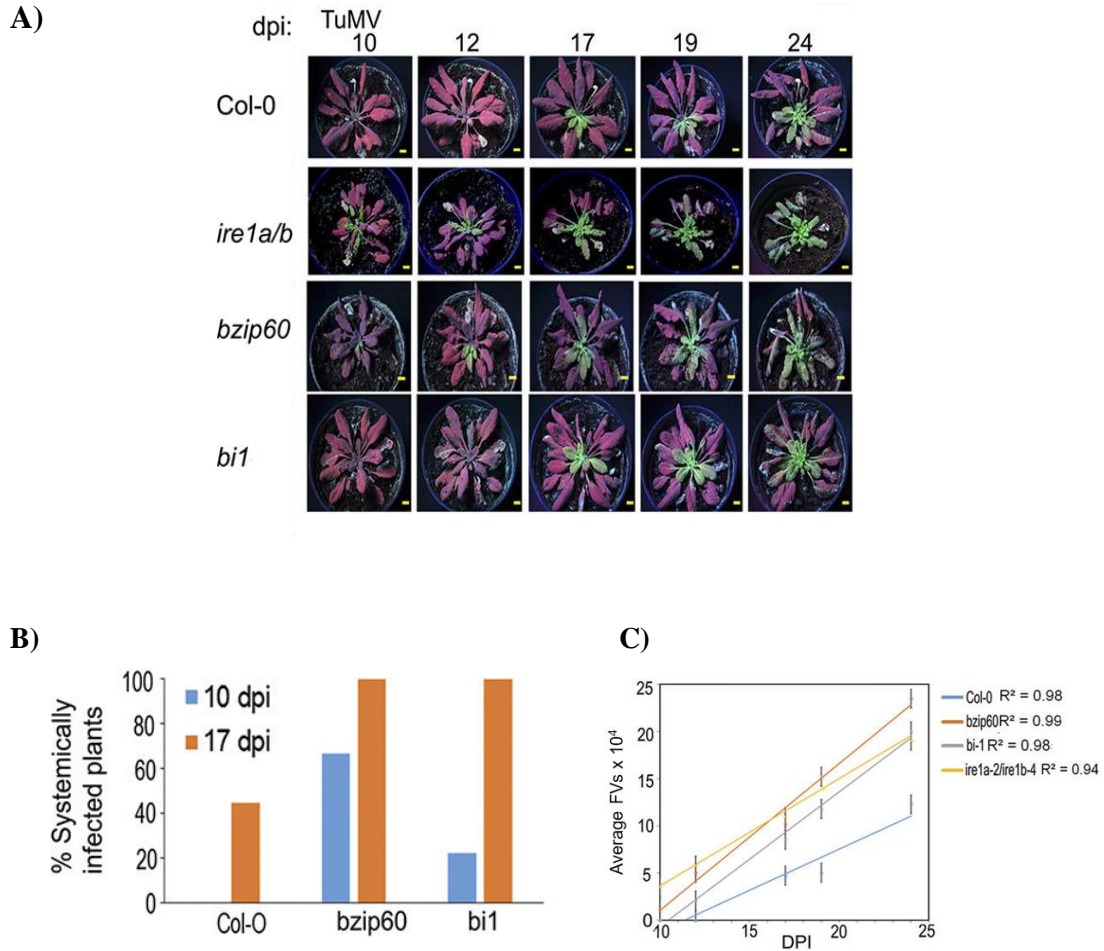 A)
dpi: TuMV
10 12 17 19 24
Col-0
ire1a/b
bzip60
bi1
B)
% Systemically
infected plants
100
80
60
40
20
0
10 dpi
17 dpi
Col-O bzip60 bi1
C)
Average FVs x 10⁴
25
20
15
10
5
0
10 15 20 25
DPI
Col-0 R² = 0.98
bzip60R² = 0.99
bi-1 R² = 0.98
ire1a-2/ire1b-4 R² = 0.94